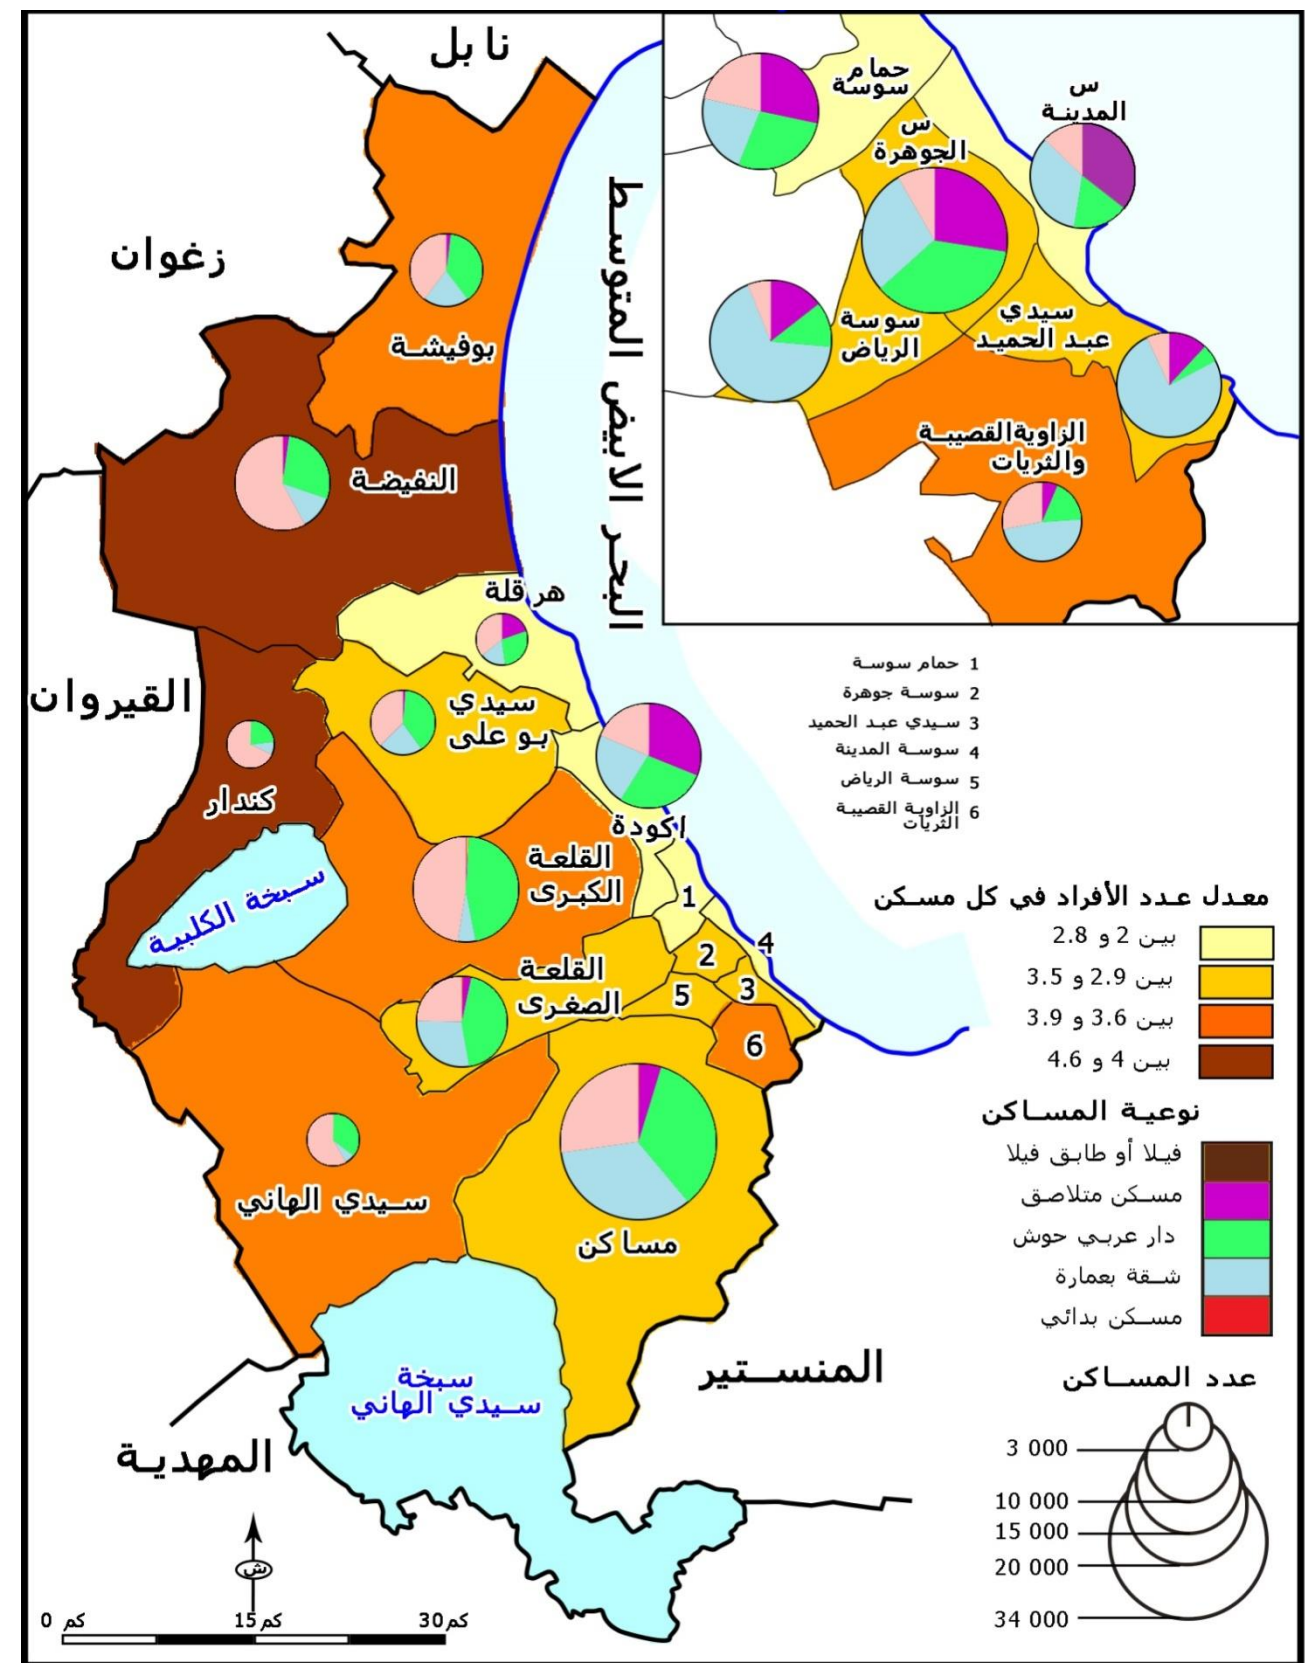 نابل
زغوان
بوفيشة
النفيضة
هرقلة
القيروان
سيدي
بو على
كندار
اكودة
سبخة الكلبية
القلعة
الكبرى
القلعة
الصغرى
1
2
3
4
5
6
سيدي الهاني
مساكن
سبخة
سيدي الهاني
المنستير
المهدية
البحر الابيض المتوسط
حمام
سوسة
س
المدينة
س
الجوهرة
سوسة
الرياض
سيدي
عبد الحميد
الزاوية القصيبة
والثريات
1 حمام سوسة
2 سوسة جوهرة
3 سيدي عبد الحميد
4 سوسة المدينة
5 سوسة الرياض
6 الزاوية القصيبة
الثريات
معدل عدد الأفراد في كل مسكن
بين 2 و 2.8
بين 2.9 و 3.5
بين 3.6 و 3.9
بين 4 و 4.6
نوعية المساكن
فيلا أو طابق فيلا
مسكن متلاصق
دار عربي حوش
شقة بعمارة
مسكن بدائي
عدد المساكن
3 000
10 000
15 000
20 000
34 000
ش
0 كم
15 كم
30 كم